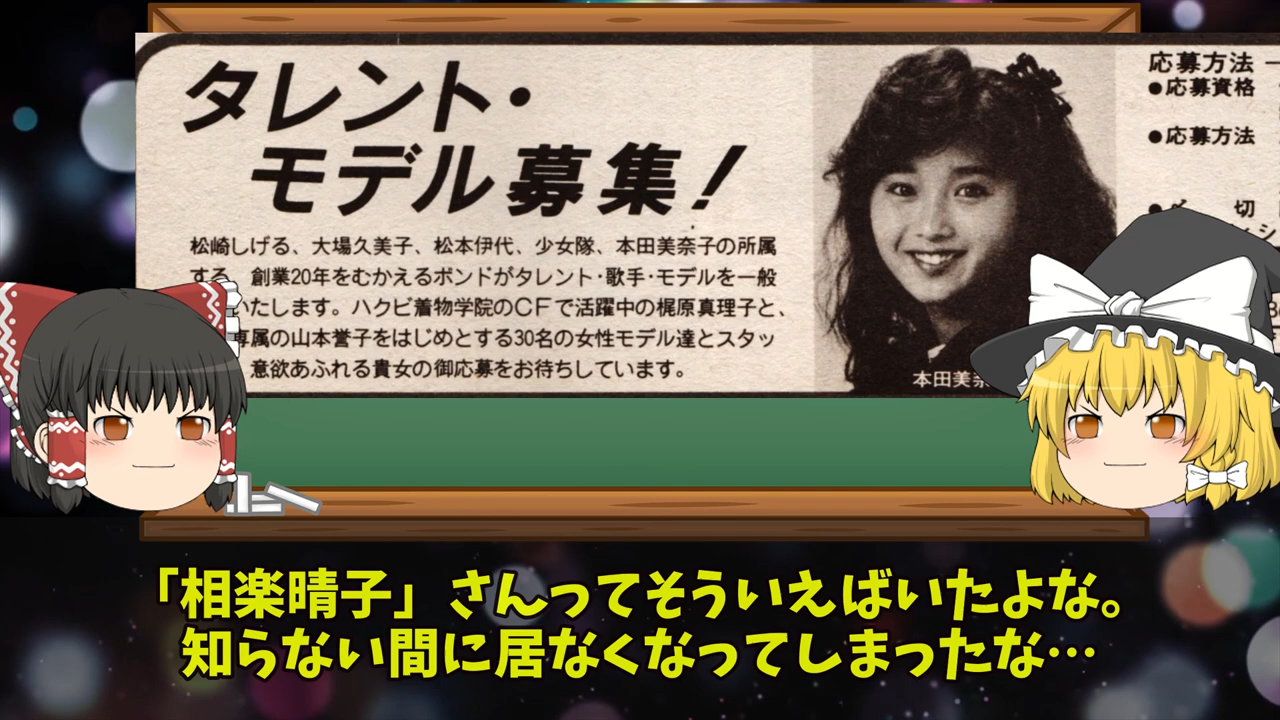 タレント・
モデル募集!
松崎しげる、大場久美子、松本伊代、少女隊、本田美奈子の所属
する、創業20年をむかえるボンドがタレント・歌手・モデルを一般
いたします。ハクビ着物学院のCFで活躍中の梶原真理子と、
専属の山本誉子をはじめとする30名の女性モデル達とスタッ
意欲あふれる貴女の御応募をお待ちしています。
本田美奈
応募方法
●応募資格
●応募方法
切
「相楽晴子」さんってそういえばいたよな。
知らない間に居なくなってしまったな…